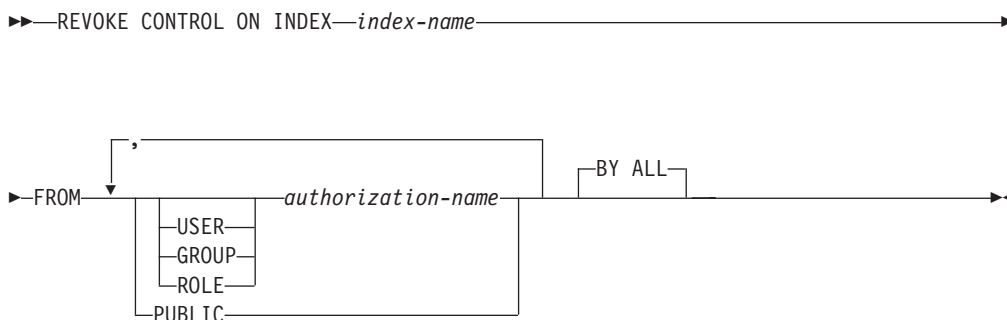 REVOKE CONTROL ON INDEX index-name
,
BY ALL
FROM authorization-name
USER
GROUP
ROLE
PUBLIC